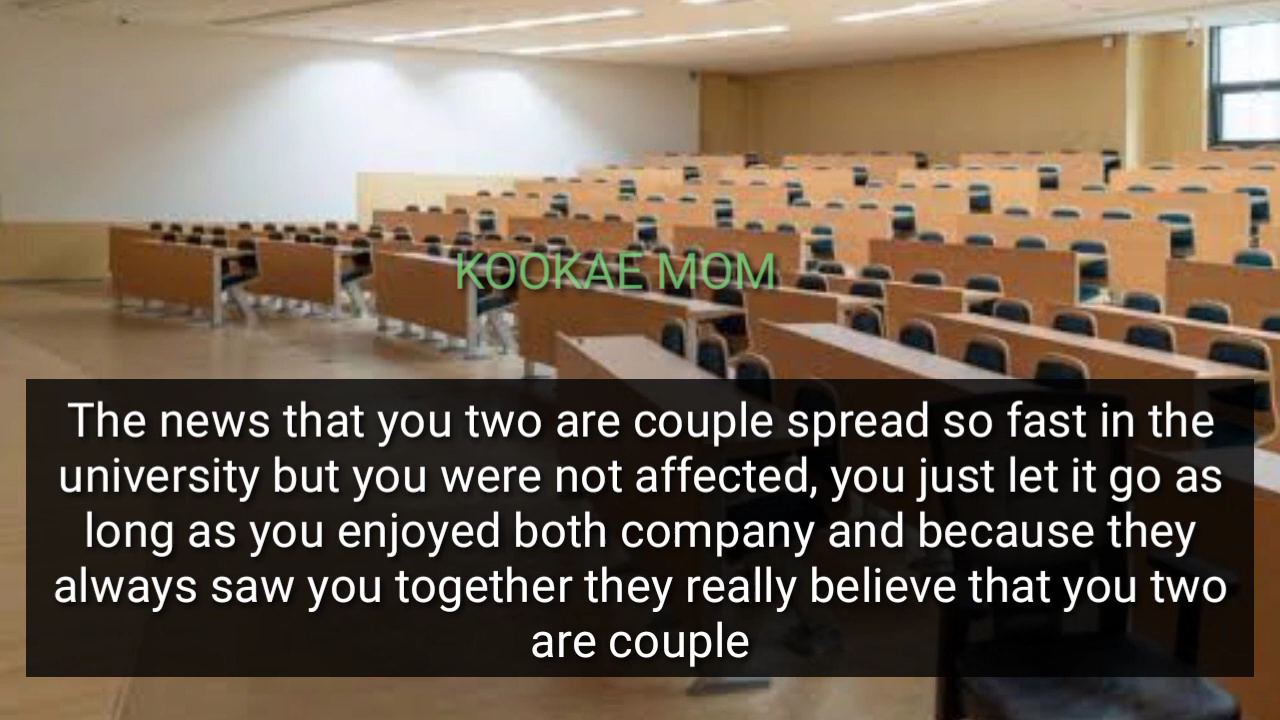 KOOKAE MOM
The news that you two are couple spread so fast in the
university but you were not affected, you just let it go as
long as you enjoyed both company and because they
always saw you together they really believe that you two
are couple